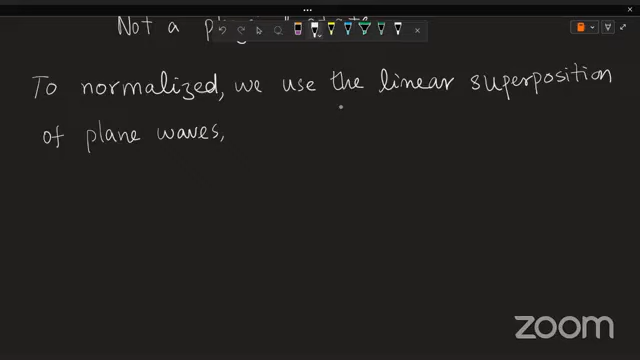 Not a
To normalized, we use the linear superposition
of plane waves,
zoom